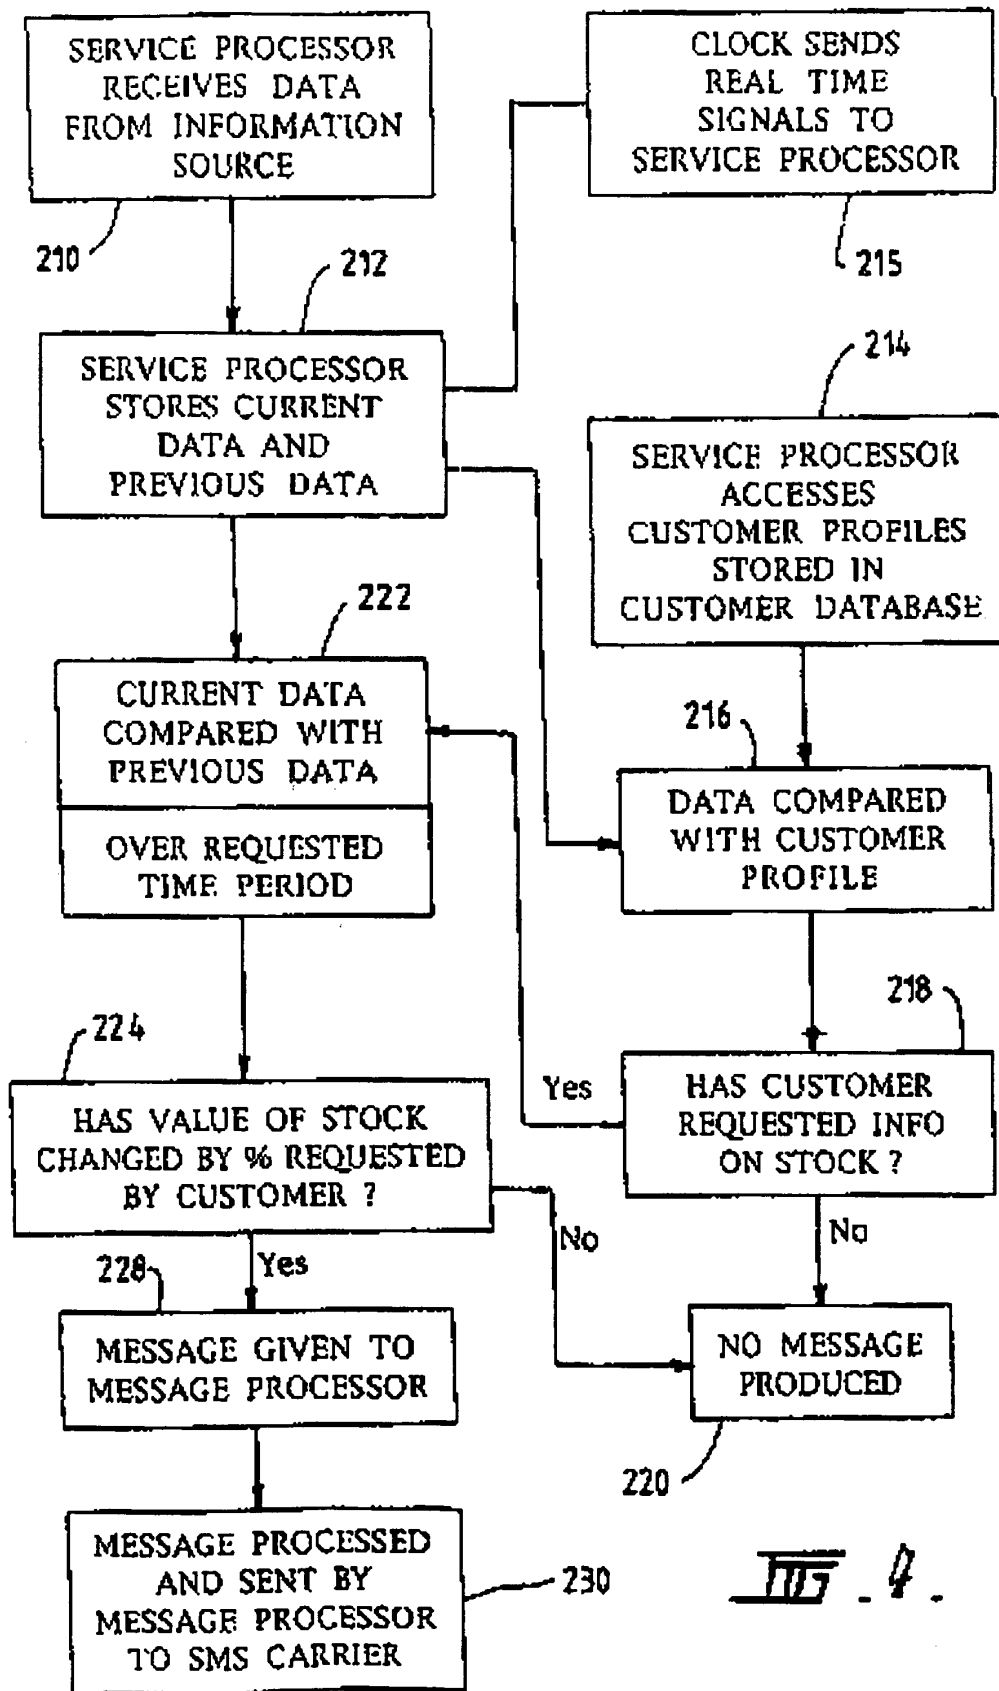 SERVICE PROCESSOR
RECEIVES DATA
FROM INFORMATION
SOURCE
210
CLOCK SENDS
REAL TIME
SIGNALS TO
SERVICE PROCESSOR
215
212
SERVICE PROCESSOR
STORES CURRENT
DATA AND
PREVIOUS DATA
214
SERVICE PROCESSOR
ACCESSES
CUSTOMER PROFILES
STORED IN
CUSTOMER DATABASE
222
CURRENT DATA
COMPARED WITH
PREVIOUS DATA
OVER REQUESTED
TIME PERIOD
216
DATA COMPARED
WITH CUSTOMER
PROFILE
218
HAS CUSTOMER
REQUESTED INFO
ON STOCK ?
Yes
No
224
HAS VALUE OF STOCK
CHANGED BY % REQUESTED
BY CUSTOMER ?
No
Yes
228
MESSAGE GIVEN TO
MESSAGE PROCESSOR
NO MESSAGE
PRODUCED
220
MESSAGE PROCESSED
AND SENT BY
MESSAGE PROCESSOR
TO SMS CARRIER
230
FIG. 4.